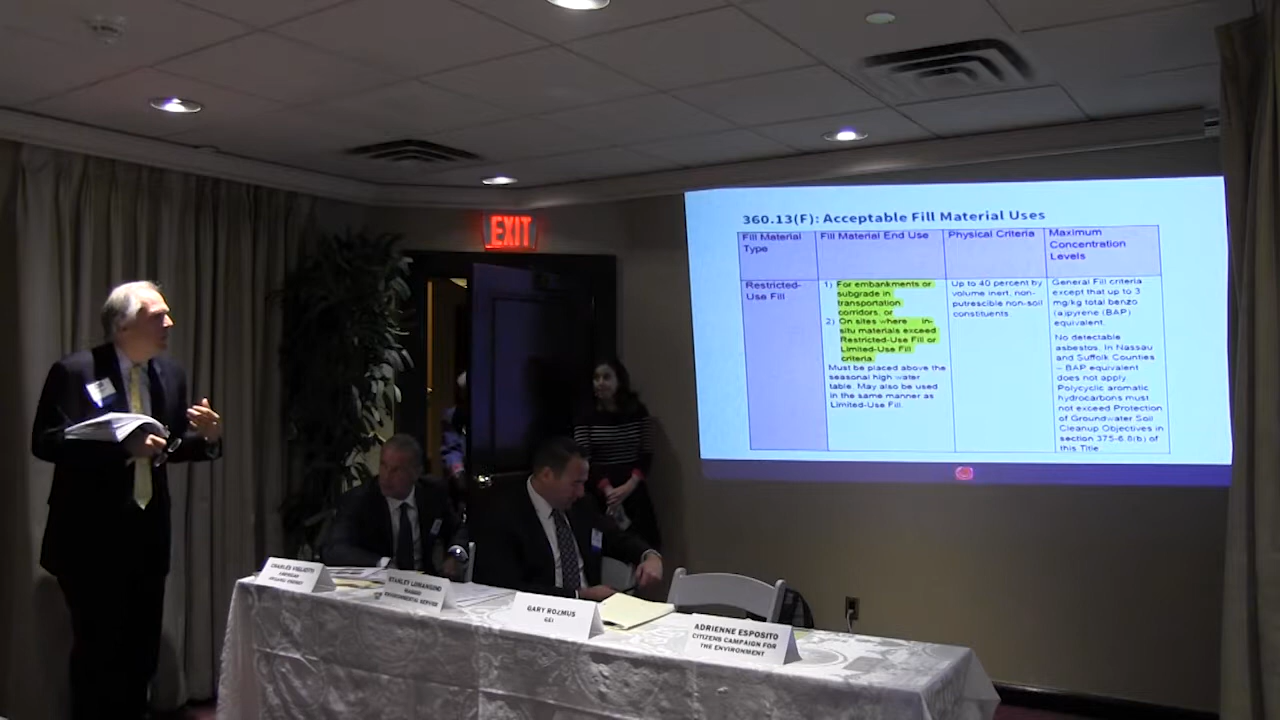 EXIT
360.13(F): Acceptable Fill Material Uses
Fill Material
Type
Fill Material End Use
Physical Criteria
Maximum
Concentration
Levels
Restricted-
Use Fill
1) For embankments or
subgrade in
transportation
corridors, or
2) On sites where in-
situ materials exceed
Restricted-Use Fill or
Limited-Use Fill
criteria.
Must be placed above the
seasonal high water
table. May also be used
in the same manner as
Limited-Use Fill.
Up to 40 percent by
volume inert, non-
putrescible non-soil
constituents.
General Fill criteria
except that up to 3
mg/kg total benzo
(a)pyrene (BAP)
equivalent.
No detectable
asbestos. In Nassau
and Suffolk Counties
– BAP equivalent
does not apply.
Polycyclic aromatic
hydrocarbons must
not exceed Protection
of Groundwater Soil
Cleanup Objectives in
section 375-6.8(b) of
this Title
CHARLES VIGLIOTTI
AMERICAN
ORGANIC ENERGY
STANLEY LOMANGINO
ENVIRONMENTAL SERVICE
GARY ROZMUS
GEI
ADRIENNE ESPOSITO
CITIZENS CAMPAIGN FOR
THE ENVIRONMENT